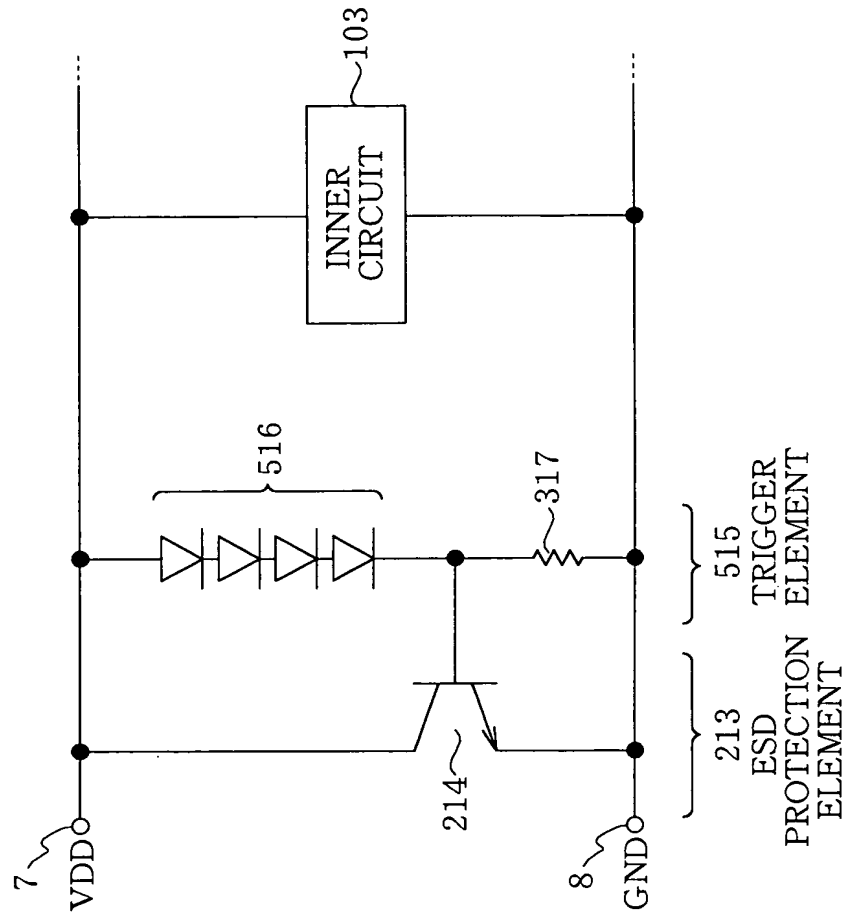 7
VDD
8
GND
214
213
ESD
PROTECTION
ELEMENT
515
TRIGGER
ELEMENT
516
317
INNER
CIRCUIT
103